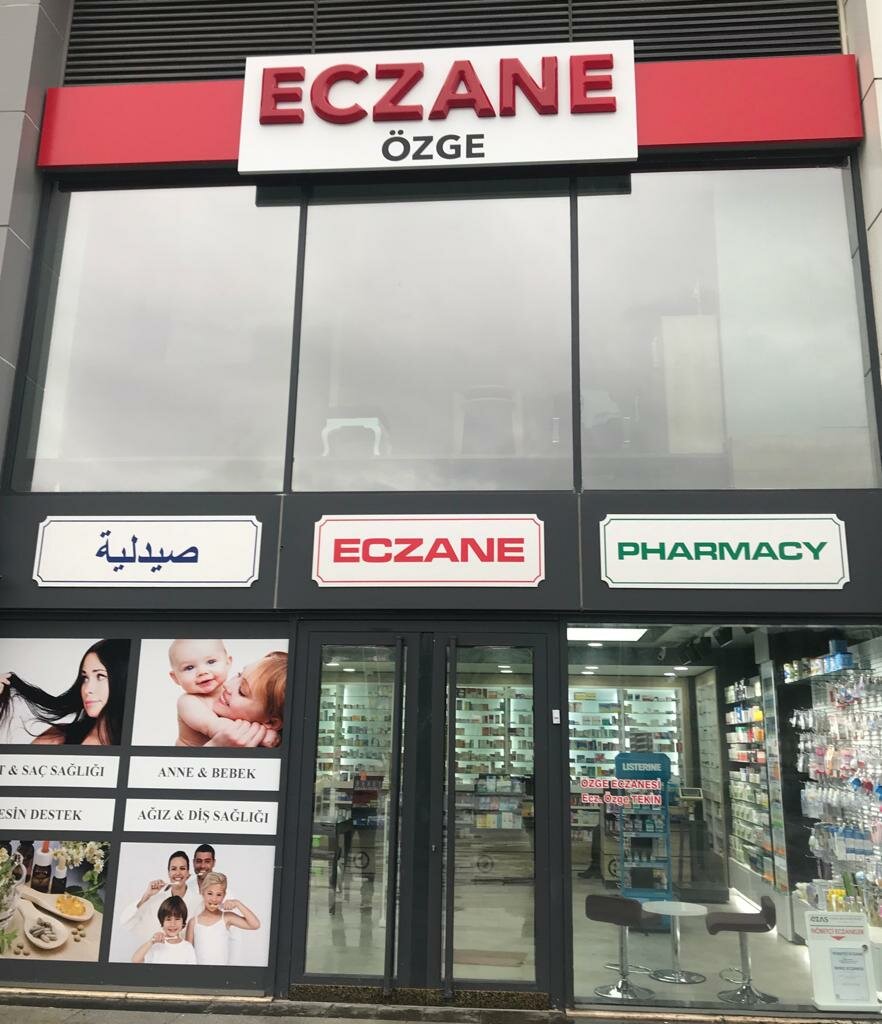 ECZANE
ÖZGE
صيدلية
ECZANE
PHARMACY
T & SAÇ SAĞLIĞI
ANNE & BEBEK
ESİN DESTEK
AĞIZ & DİŞ SAĞLIĞI
LISTERINE
ÖZGE ECZANESİ
Ecz. Özge TEKİN
NÖBETÇİ ECZANELER